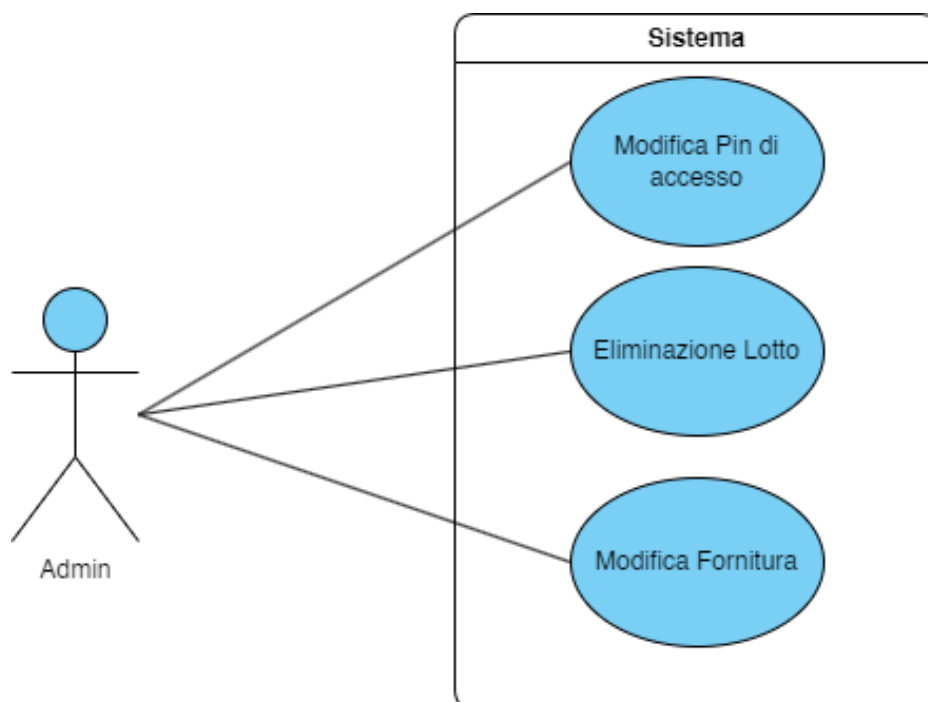 Sistema
Modifica Pin di
accesso
Eliminazione Lotto
Modifica Fornitura
Admin